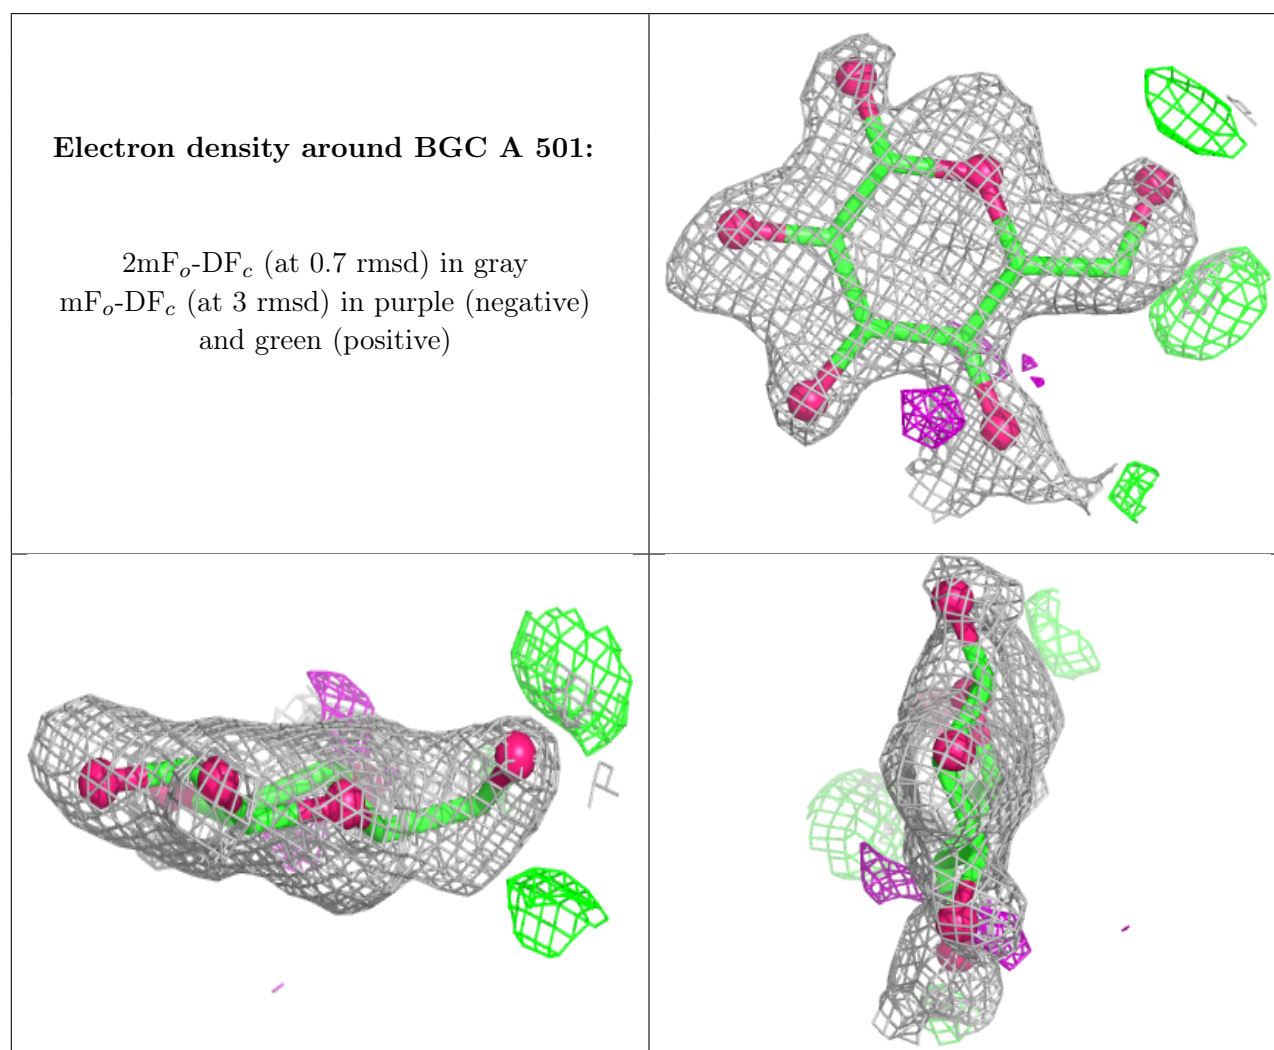 Electron density around BGC A 501:
2mFo-DFc (at 0.7 rmsd) in gray
mFo-DFc (at 3 rmsd) in purple (negative)
and green (positive)